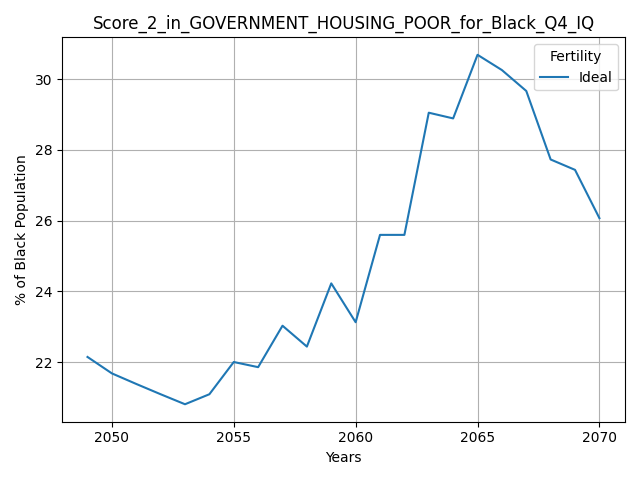 Score_2_in_GOVERNMENT_HOUSING_POOR_for_Black_Q4_IQ
Fertility
Ideal
% of Black Population
30
28
26
24
22
2050 2055 2060 2065 2070
Years